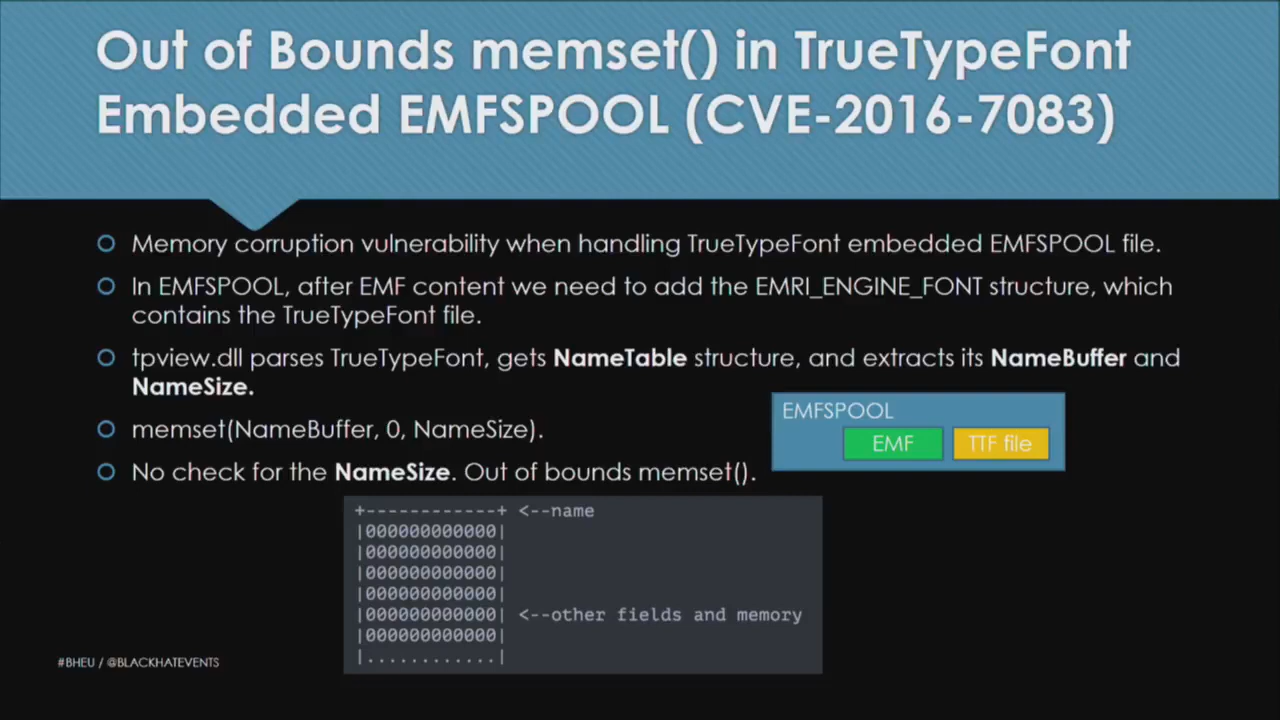 Out of Bounds memset() in TrueTypeFont
Embedded EMFSPOOL (CVE-2016-7083)
Memory corruption vulnerability when handling TrueTypeFont embedded EMFSPOOL file.
In EMFSPOOL, after EMF content we need to add the EMRI_ENGINE_FONT structure, which
contains the TrueTypeFont file.
tpview.dll parses TrueTypeFont, gets NameTable structure, and extracts its NameBuffer and
NameSize.
memset(NameBuffer, 0, NameSize).
No check for the NameSize. Out of bounds memset().
EMFSPOOL
EMF TTF file
+------------+ <--name
|000000000000|
|000000000000|
|000000000000|
|000000000000|
|000000000000| <--other fields and memory
|000000000000|
|............|
#BHEU / @BLACKHATEVENTS